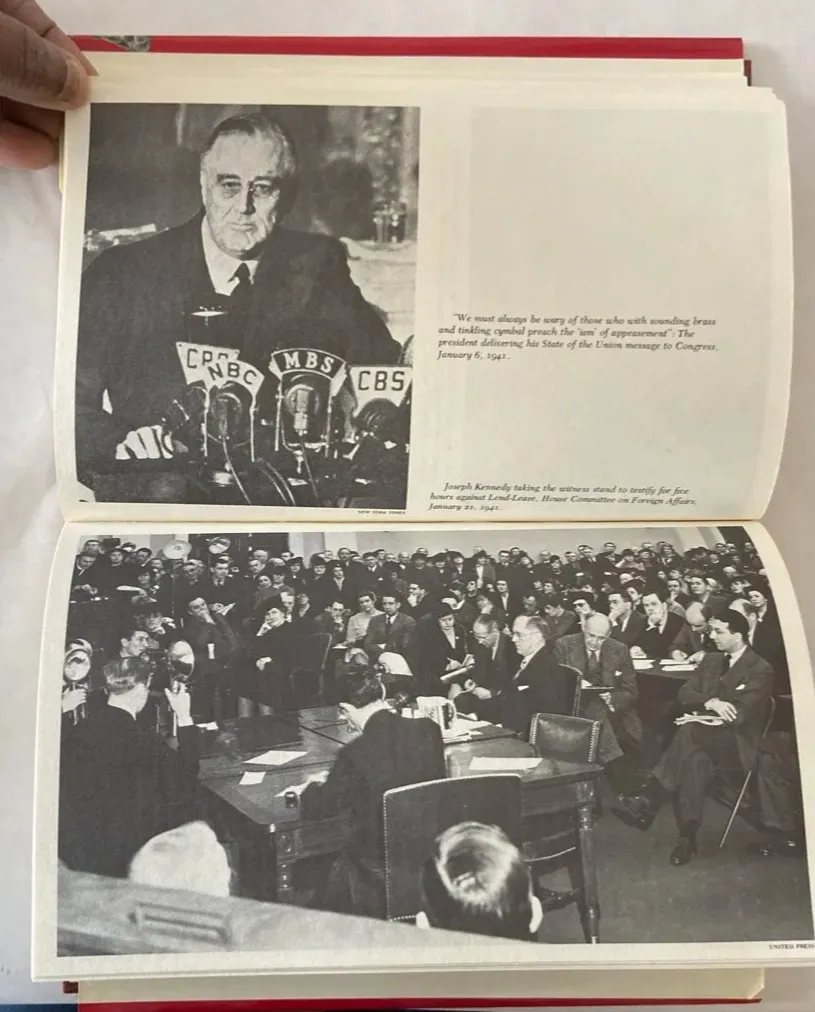 CBS
NBC
MBS
CBS
"We must always be wary of those who with sounding brass
and tinkling cymbal preach the 'ism' of appeasement": The
president delivering his State of the Union message to Congress,
January 6, 1941.
Joseph Kennedy taking the witness stand to testify for five
hours against Lend-Lease, House Committee on Foreign Affairs,
January 21, 1941.
NEW YORK TIMES
UNITED PRESS